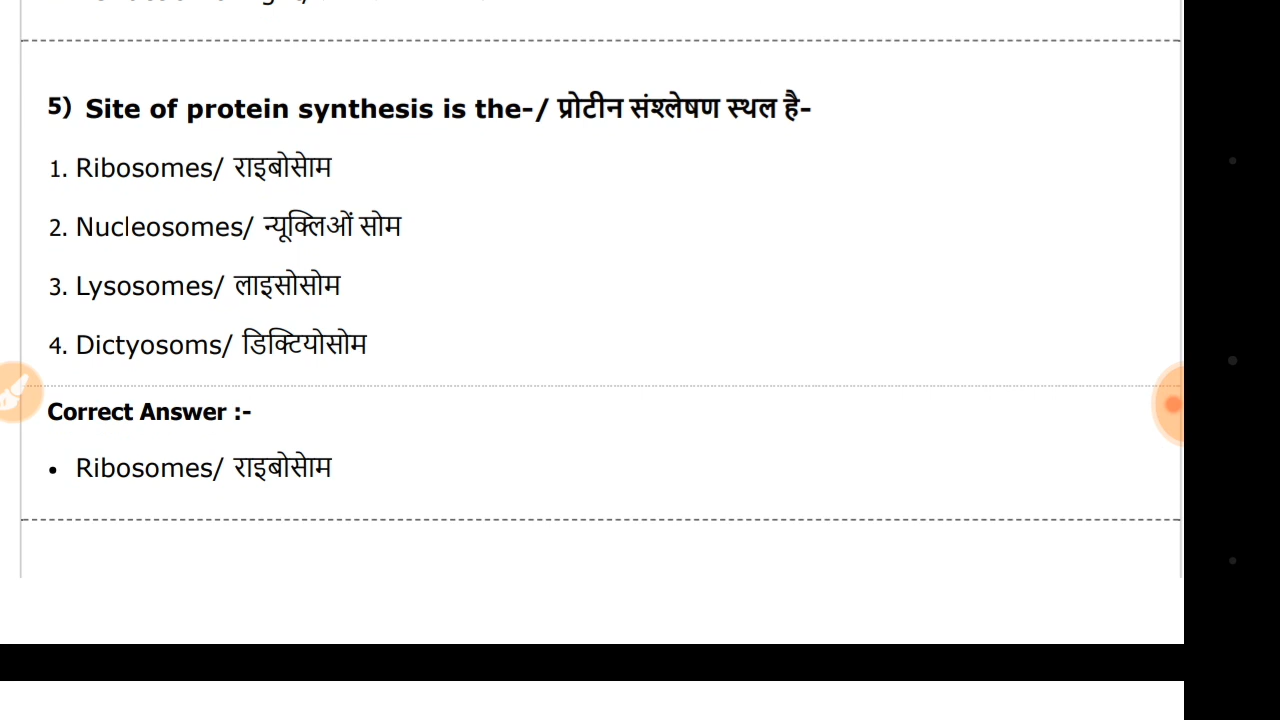 5) Site of protein synthesis is the-/ प्रोटीन संश्लेषण स्थल है-
1. Ribosomes/ राइबोसेाम
2. Nucleosomes/ न्यूक्लिओं सोम
3. Lysosomes/ लाइसोसोम
4. Dictyosoms/ डिक्टियोसोम
Correct Answer :-
• Ribosomes/ राइबोसेाम